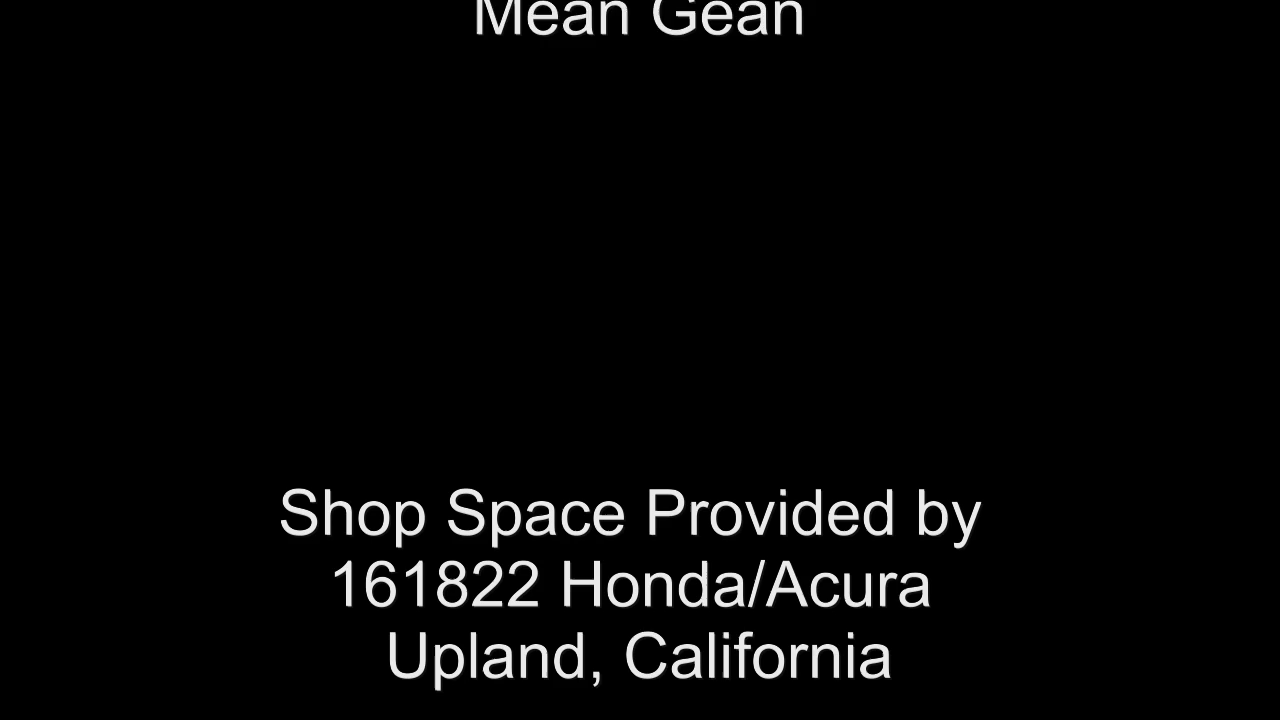 Mean Gean
Shop Space Provided by
161822 Honda/Acura
Upland, California